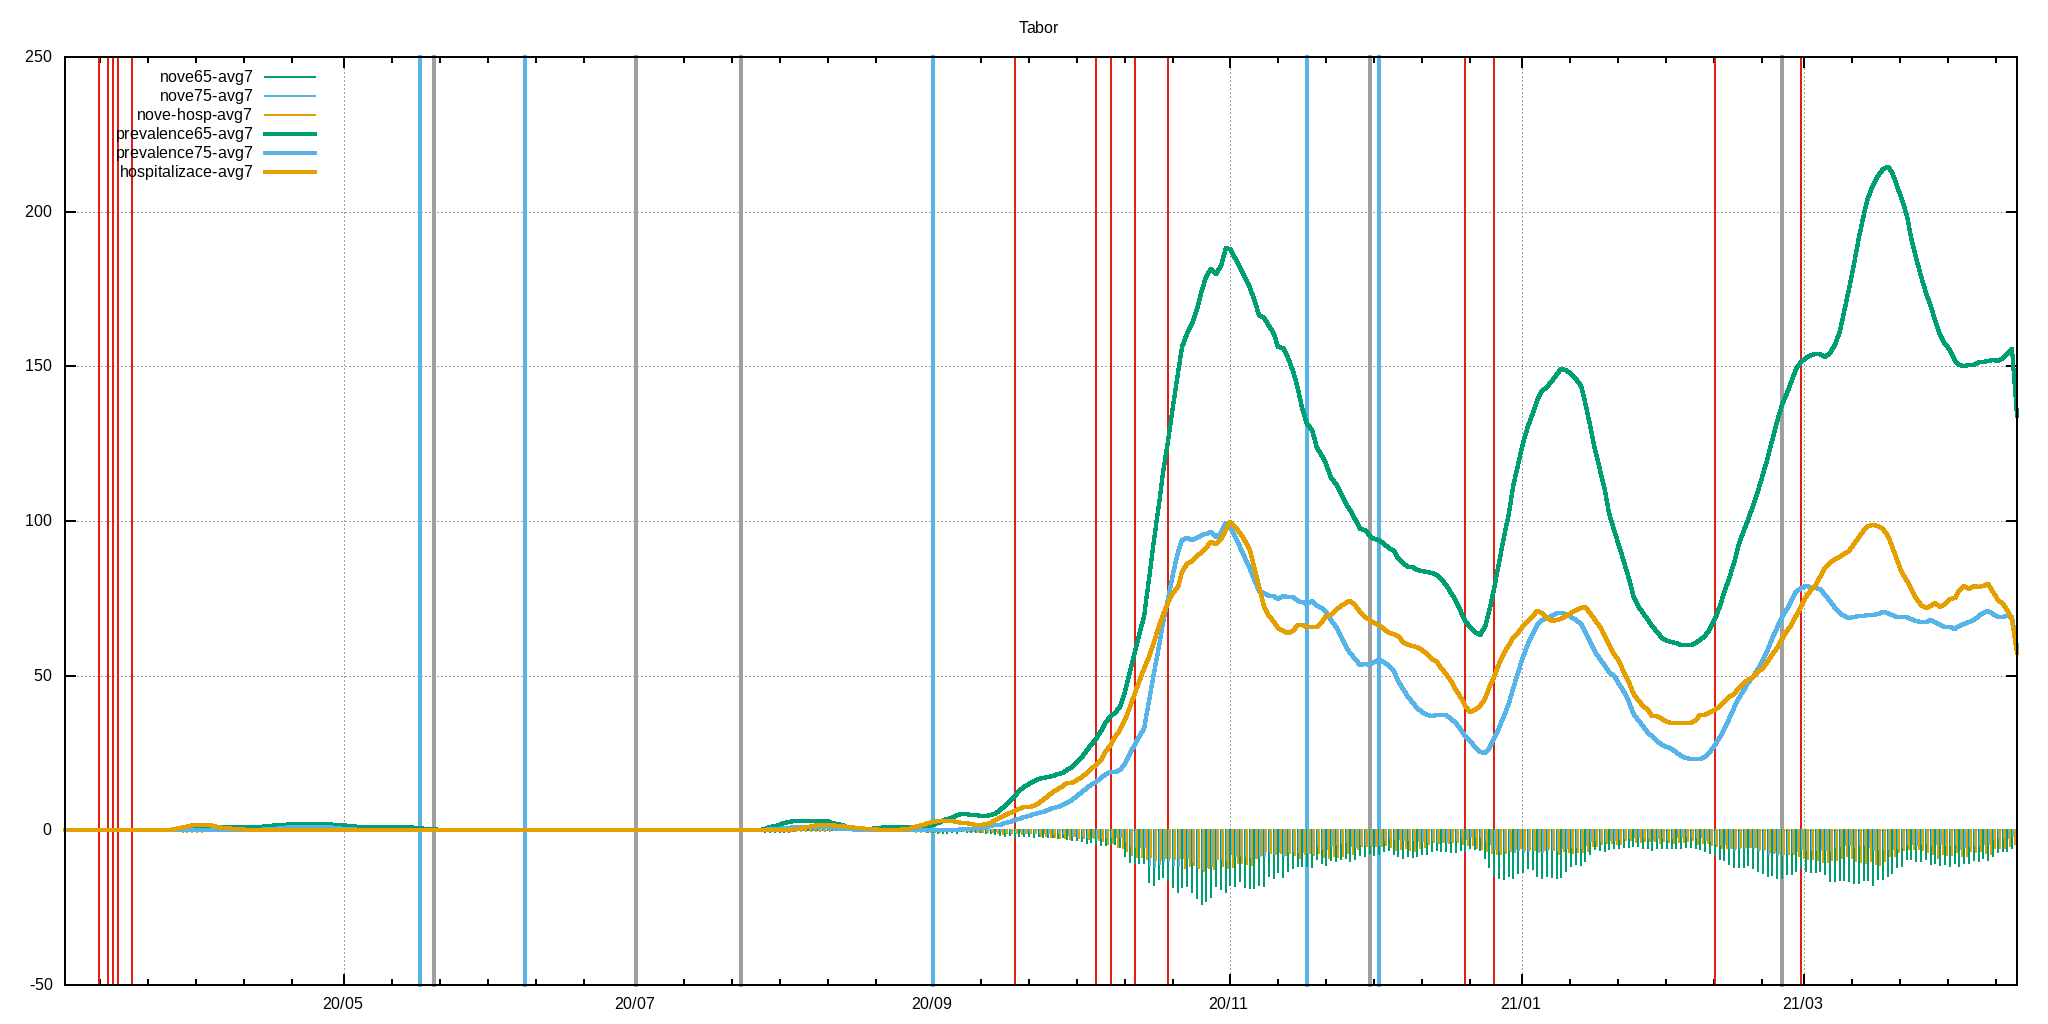 Tabor
250
200
150
100
50
0
-50
nove65-avg7
nove75-avg7
nove-hosp-avg7
prevalence65-avg7
prevalence75-avg7
hospitalizace-avg7
20/05 20/07 20/09 20/11 21/01 21/03